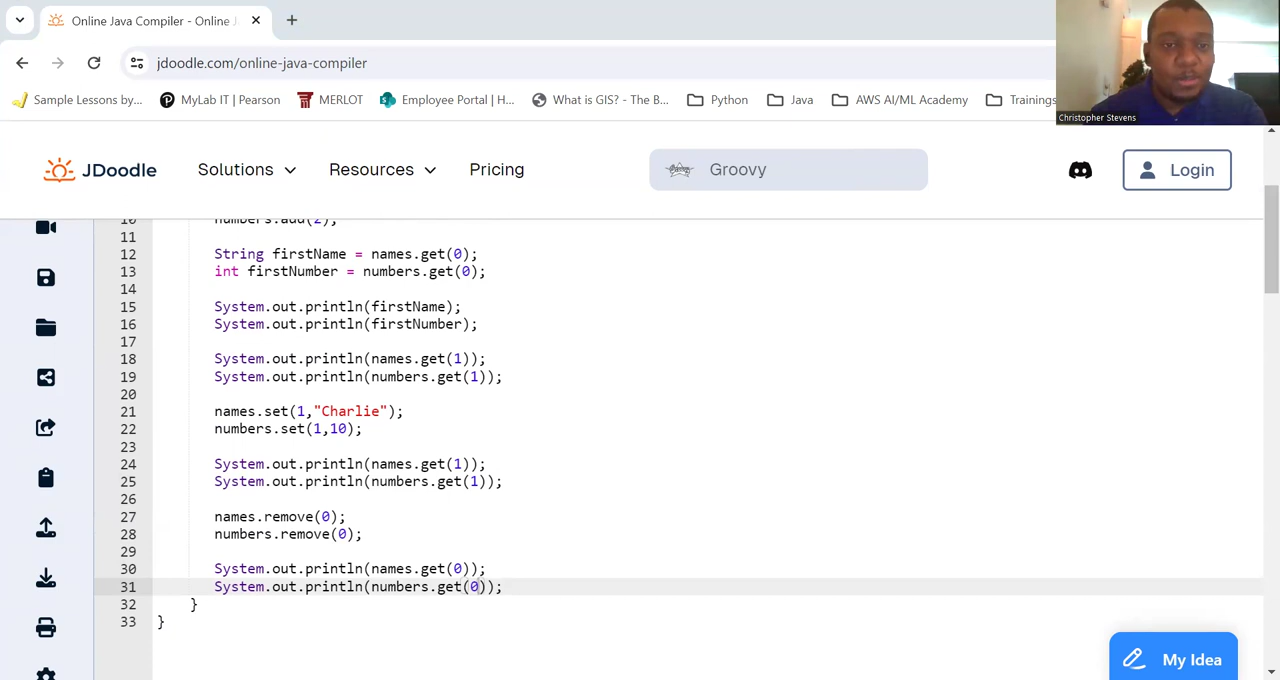 Online Java Compiler - Online J
jdoodle.com/online-java-compiler
Sample Lessons by... MyLab IT | Pearson MERLOT Employee Portal | H... What is GIS? - The B... Python Java AWS AI/ML Academy Trainings
Christopher Stevens
JDoodle Solutions Resources Pricing Groovy Login
10 numbers.add(2);
11
12 String firstName = names.get(0);
13 int firstNumber = numbers.get(0);
14
15 System.out.println(firstName);
16 System.out.println(firstNumber);
17
18 System.out.println(names.get(1));
19 System.out.println(numbers.get(1));
20
21 names.set(1,"Charlie");
22 numbers.set(1,10);
23
24 System.out.println(names.get(1));
25 System.out.println(numbers.get(1));
26
27 names.remove(0);
28 numbers.remove(0);
29
30 System.out.println(names.get(0));
31 System.out.println(numbers.get(0));
32 }
33 }
My Idea